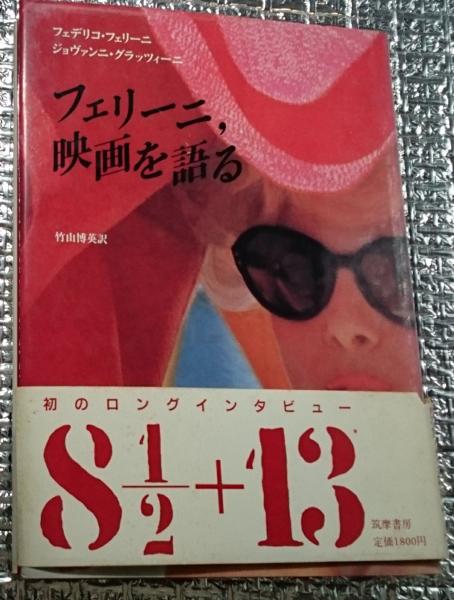 フェデリコ・フェリーニ
ジョヴァンニ・グラッツィーニ
フェリーニ,
映画を語る
竹山博英訳
初のロングインタビュー
8 1/2 + 13
筑摩書房
定価1800円